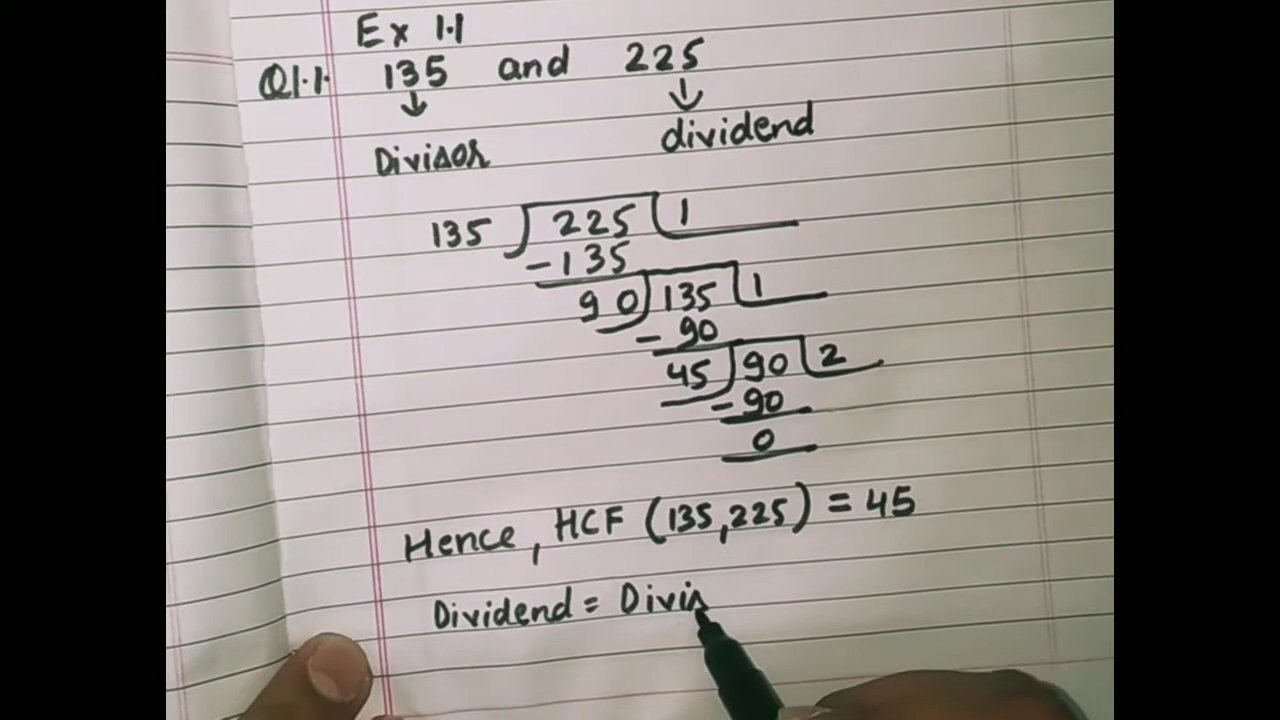 Ex 1.1
Q1.1. 135 and 225
↓ ↓
Divisor dividend
135 225 1
-135
90 135 1
- 90
45 90 2
- 90
0
Hence, HCF (135,225) = 45
Dividend = Divis